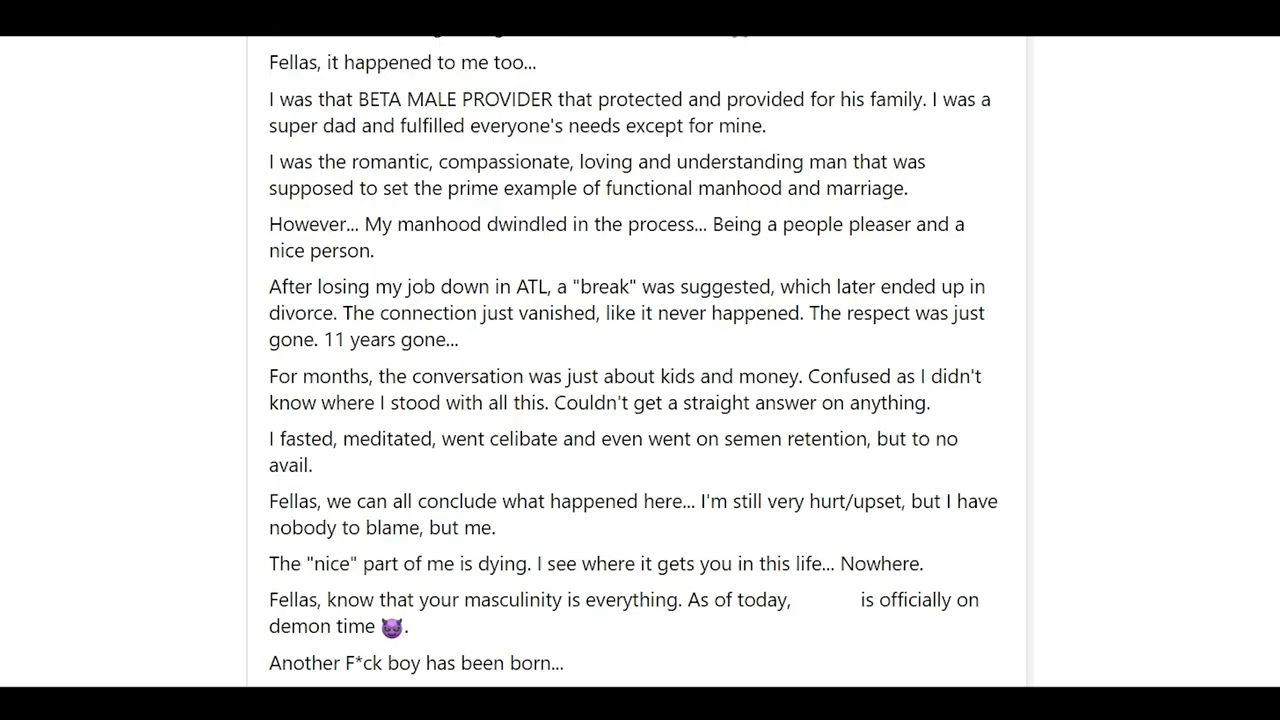 Fellas, it happened to me too...
I was that BETA MALE PROVIDER that protected and provided for his family. I was a
super dad and fulfilled everyone's needs except for mine.
I was the romantic, compassionate, loving and understanding man that was
supposed to set the prime example of functional manhood and marriage.
However... My manhood dwindled in the process... Being a people pleaser and a
nice person.
After losing my job down in ATL, a "break" was suggested, which later ended up in
divorce. The connection just vanished, like it never happened. The respect was just
gone. 11 years gone...
For months, the conversation was just about kids and money. Confused as I didn't
know where I stood with all this. Couldn't get a straight answer on anything.
I fasted, meditated, went celibate and even went on semen retention, but to no
avail.
Fellas, we can all conclude what happened here... I'm still very hurt/upset, but I have
nobody to blame, but me.
The "nice" part of me is dying. I see where it gets you in this life... Nowhere.
Fellas, know that your masculinity is everything. As of today, is officially on
demon time 😈.
Another F*ck boy has been born...